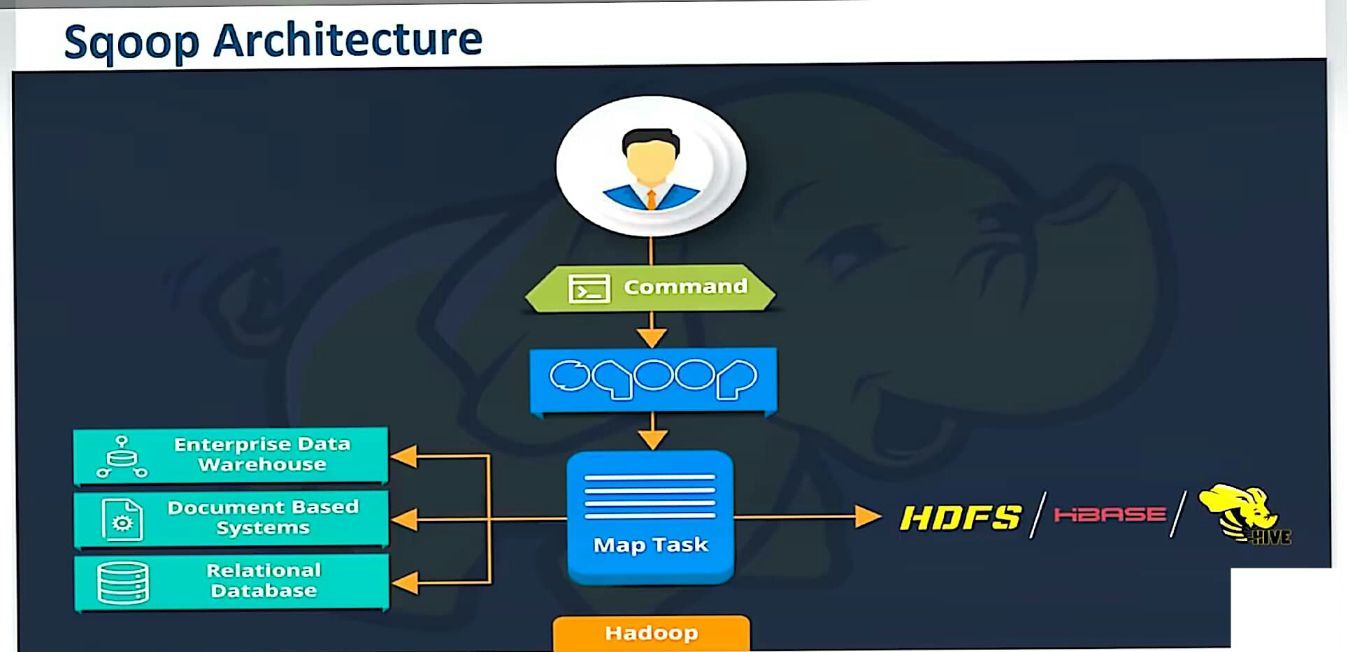 Sqoop Architecture
Command
sqoop
Enterprise Data
Warehouse
Document Based
Systems
Relational
Database
Map Task
HDFS / HBASE / HIVE
Hadoop